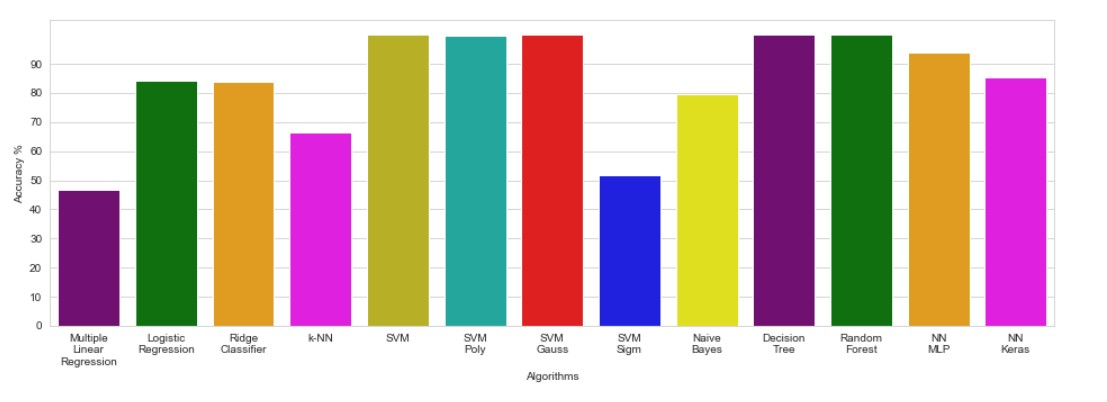 90
80
70
60
50
40
30
20
10
0
Accuracy %
Multiple
Linear
Regression
Logistic
Regression
Ridge
Classifier
k-NN
SVM
SVM
Poly
SVM
Gauss
SVM
Sigm
Naive
Bayes
Decision
Tree
Random
Forest
NN
MLP
NN
Keras
Algorithms